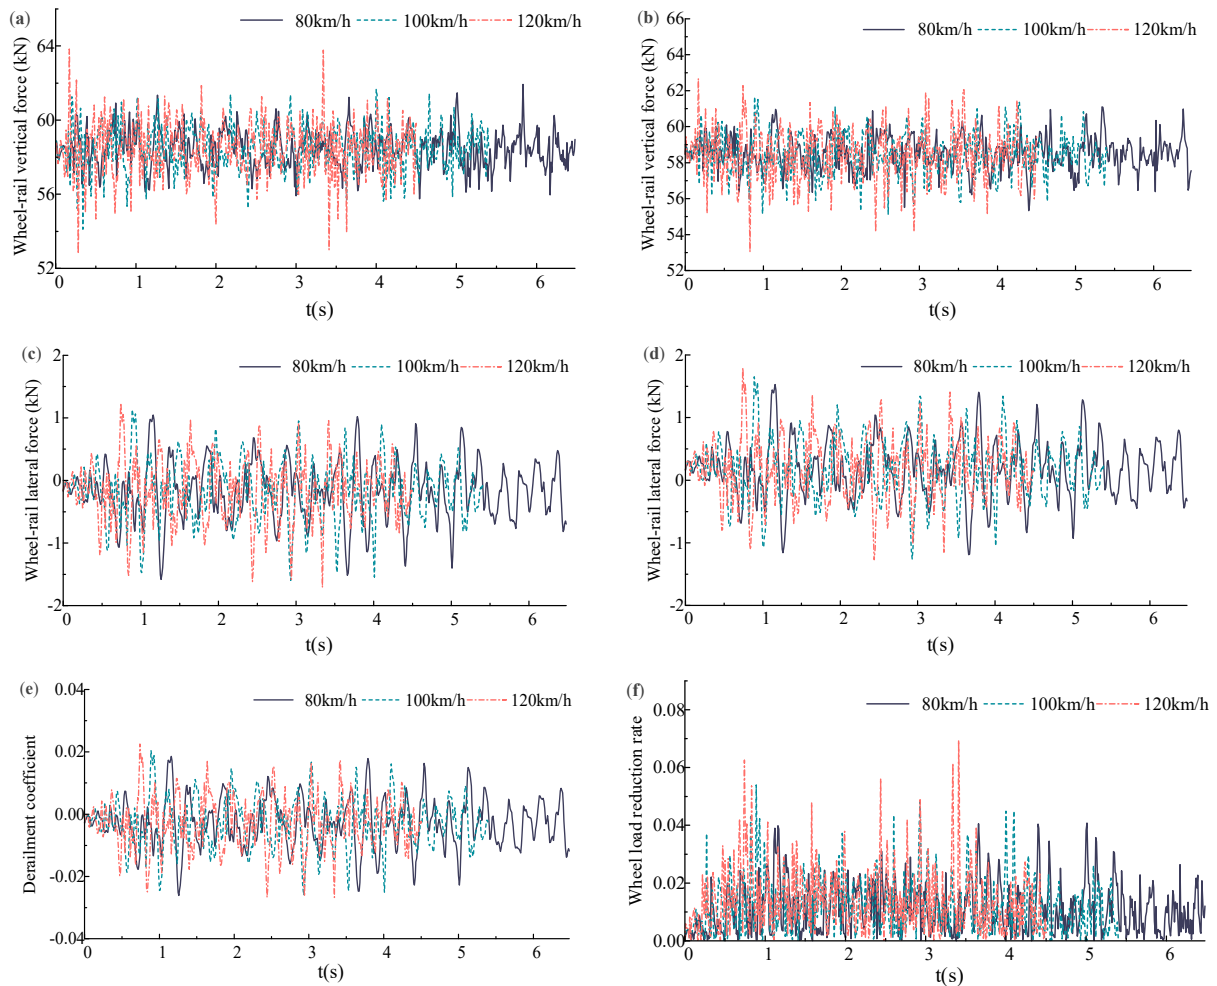 (a)
80km/h 100km/h 120km/h
Wheel-rail vertical force (kN)
64
60
56
52
0 1 2 3 4 5 6
t(s)
(b)
80km/h 100km/h 120km/h
Wheel-rail vertical force (kN)
66
64
62
60
58
56
54
52
0 1 2 3 4 5 6
t(s)
(c)
80km/h 100km/h 120km/h
Wheel-rail lateral force (kN)
2
1
0
-1
-2
0 1 2 3 4 5 6
t(s)
(d)
80km/h 100km/h 120km/h
Wheel-rail lateral force (kN)
2
1
0
-1
-2
0 1 2 3 4 5 6
t(s)
(e)
80km/h 100km/h 120km/h
Derailment coefficient
0.04
0.02
0.00
-0.02
-0.04
0 1 2 3 4 5 6
t(s)
(f)
80km/h 100km/h 120km/h
Wheel load reduction rate
0.08
0.06
0.04
0.02
0.00
0 1 2 3 4 5 6
t(s)